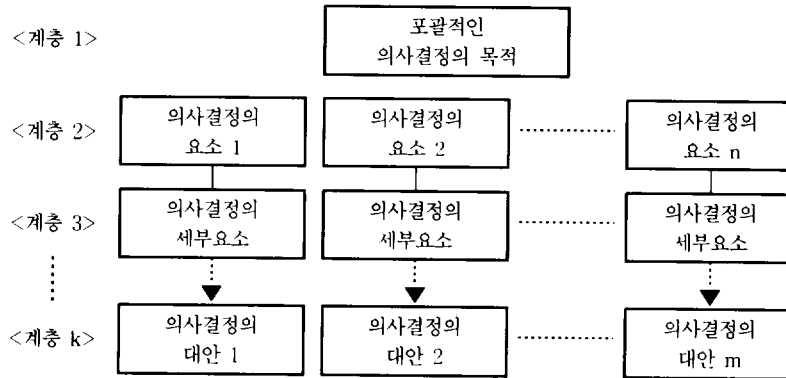 <계층 1>
포괄적인
의사결정의 목적
<계층 2>
의사결정의
요소 1
의사결정의
요소 2
의사결정의
요소 n
<계층 3>
의사결정의
세부요소
의사결정의
세부요소
의사결정의
세부요소
<계층 k>
의사결정의
대안 1
의사결정의
대안 2
의사결정의
대안 m